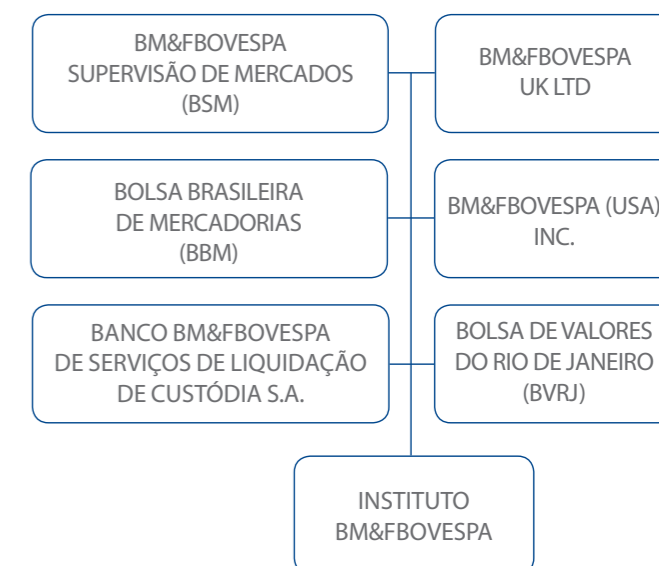 BM&FBOVESPA
SUPERVISÃO DE MERCADOS
(BSM)
BM&FBOVESPA
UK LTD
BOLSA BRASILEIRA
DE MERCADORIAS
(BBM)
BM&FBOVESPA (USA)
INC.
BANCO BM&FBOVESPA
DE SERVIÇOS DE LIQUIDAÇÃO
DE CUSTÓDIA S.A.
BOLSA DE VALORES
DO RIO DE JANEIRO
(BVRJ)
INSTITUTO
BM&FBOVESPA